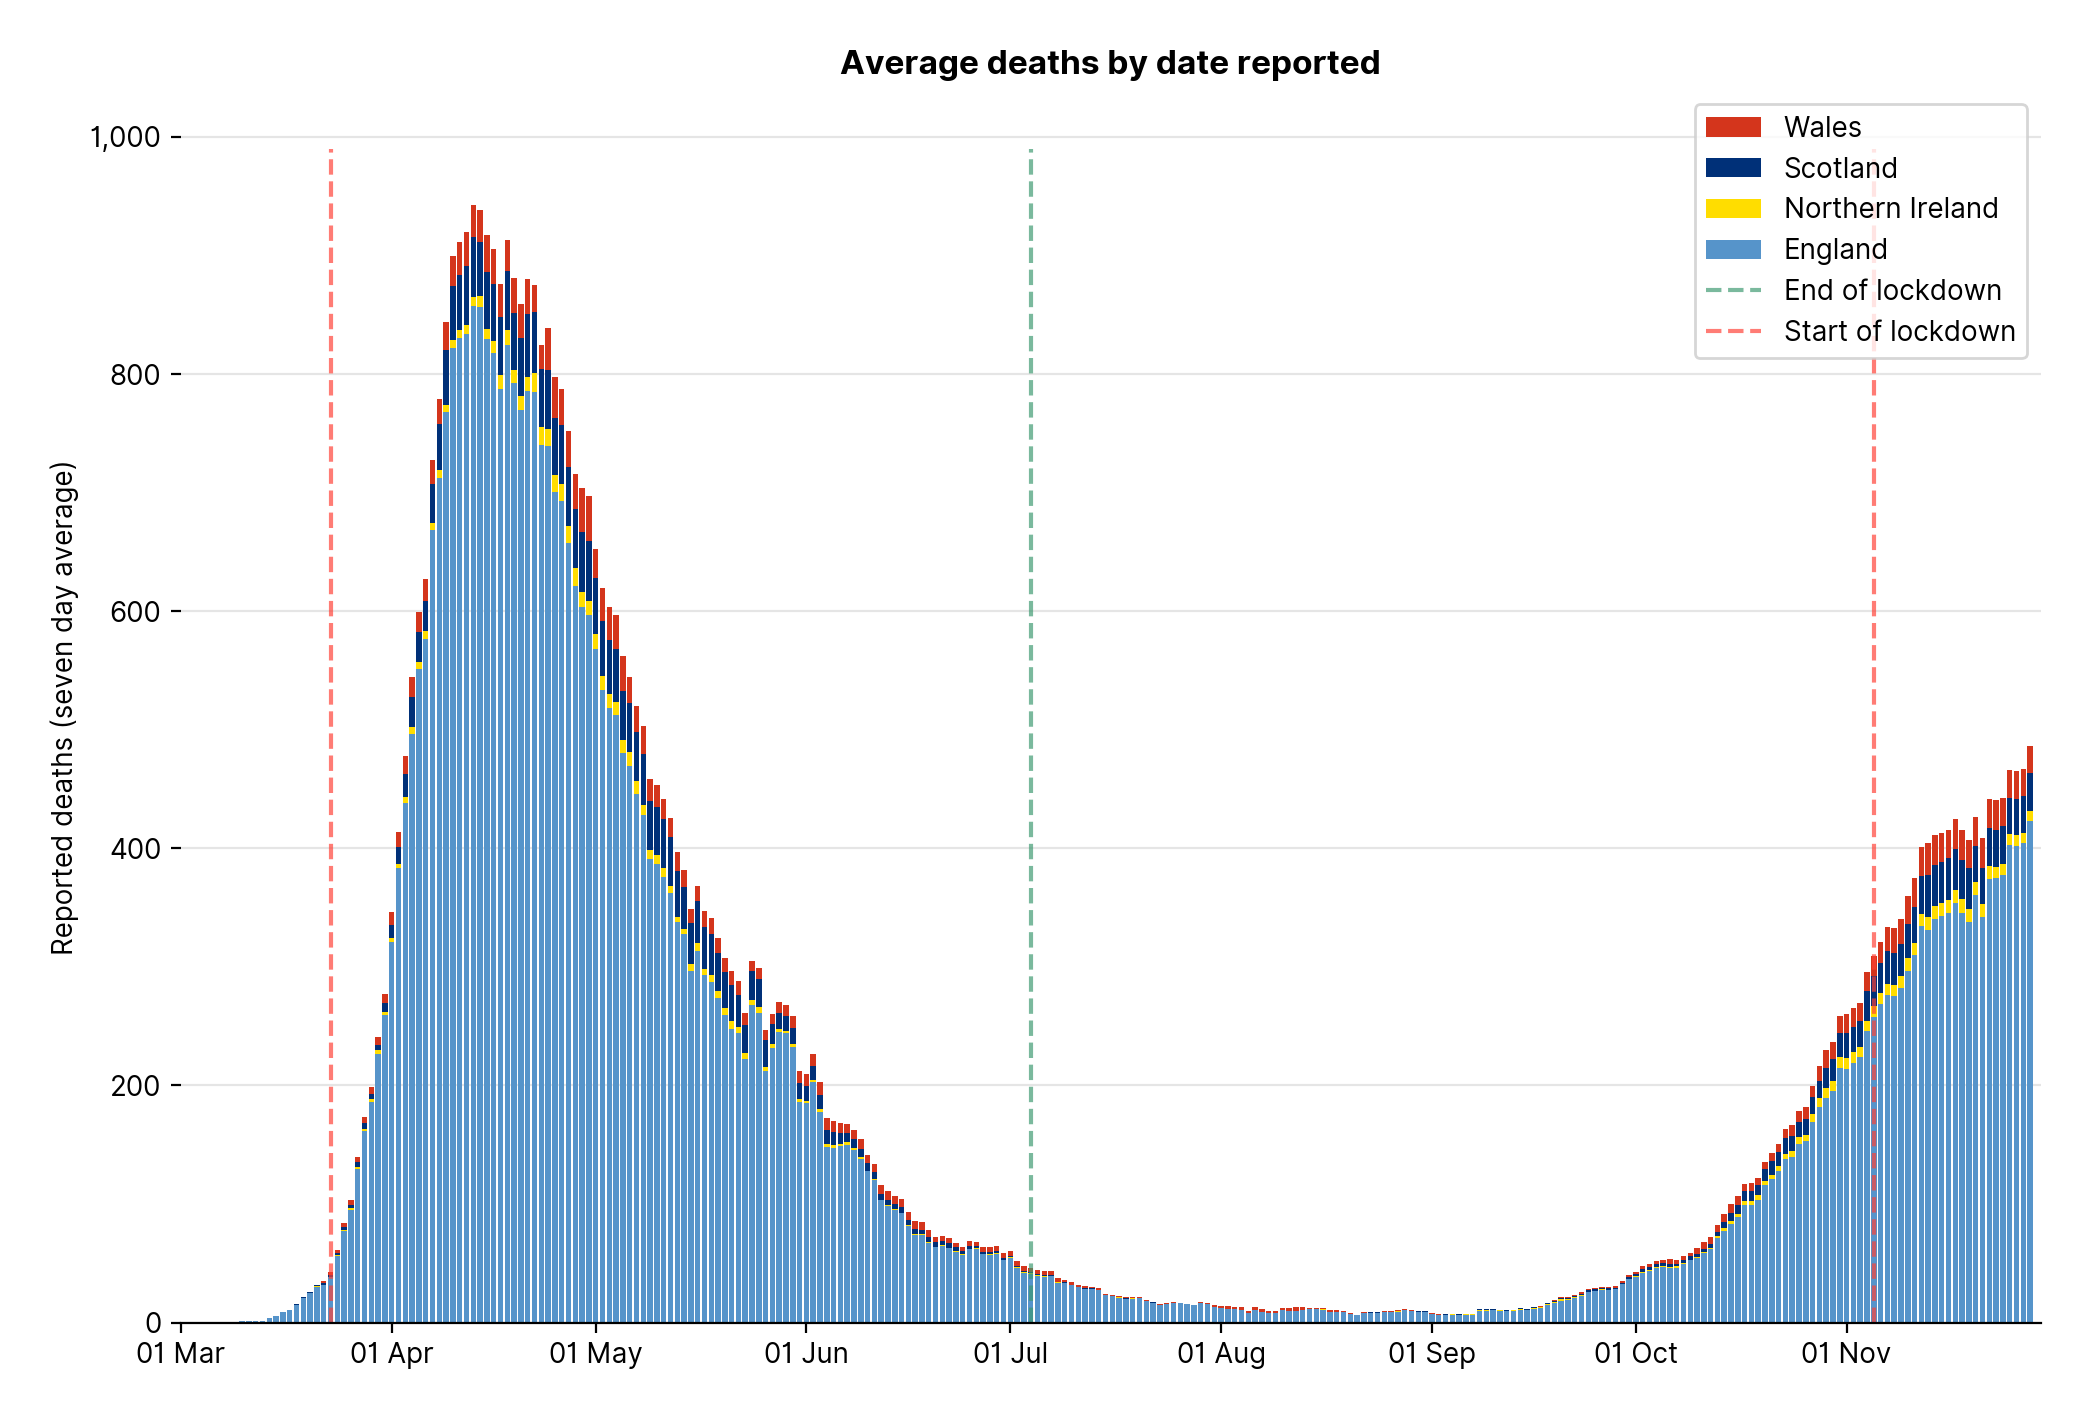 Average deaths by date reported
1,000
800
600
400
200
0
Reported deaths (seven day average)
Wales
Scotland
Northern Ireland
England
End of lockdown
Start of lockdown
01 Mar
01 Apr
01 May
01 Jun
01 Jul
01 Aug
01 Sep
01 Oct
01 Nov